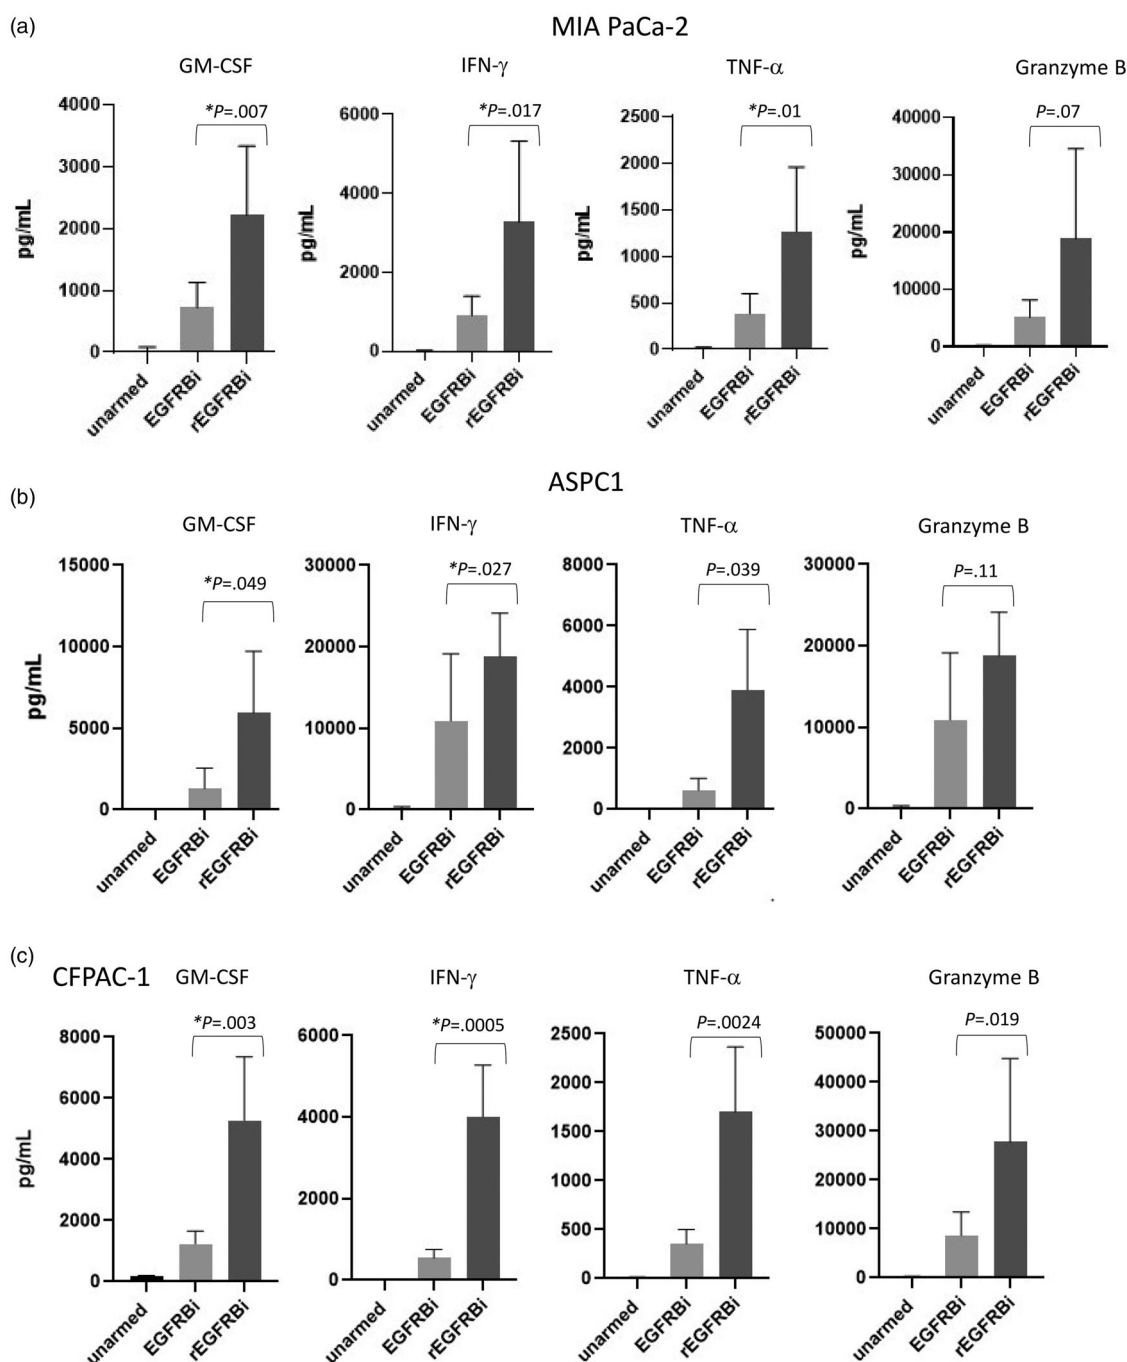 (a)
MIA PaCa-2
GM-CSF
IFN-γ
TNF-α
Granzyme B
*P=.007
*P=.017
*P=.01
P=.07
pg/mL
4000
3000
2000
1000
0
unarmed
EGFRBi
rEGFRBi
pg/mL
6000
4000
2000
0
unarmed
EGFRBi
rEGFRBi
pg/mL
2500
2000
1500
1000
500
0
unarmed
EGFRBi
rEGFRBi
pg/mL
40000
30000
20000
10000
0
unarmed
EGFRBi
rEGFRBi
(b)
ASPC1
GM-CSF
IFN-γ
TNF-α
Granzyme B
*P=.049
*P=.027
P=.039
P=.11
pg/mL
15000
10000
5000
0
unarmed
EGFRBi
rEGFRBi
30000
20000
10000
0
unarmed
EGFRBi
rEGFRBi
8000
6000
4000
2000
0
unarmed
EGFRBi
rEGFRBi
30000
20000
10000
0
unarmed
EGFRBi
rEGFRBi
(c)
CFPAC-1
GM-CSF
IFN-γ
TNF-α
Granzyme B
*P=.003
*P=.0005
P=.0024
P=.019
pg/mL
8000
6000
4000
2000
0
unarmed
EGFRBi
rEGFRBi
6000
4000
2000
0
unarmed
EGFRBi
rEGFRBi
2500
2000
1500
1000
500
0
unarmed
EGFRBi
rEGFRBi
50000
40000
30000
20000
10000
0
unarmed
EGFRBi
rEGFRBi